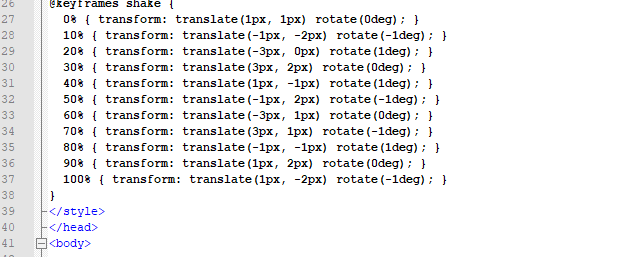 26 @keyframes shake {
27 0% { transform: translate(1px, 1px) rotate(0deg); }
28 10% { transform: translate(-1px, -2px) rotate(-1deg); }
29 20% { transform: translate(-3px, 0px) rotate(1deg); }
30 30% { transform: translate(3px, 2px) rotate(0deg); }
31 40% { transform: translate(1px, -1px) rotate(1deg); }
32 50% { transform: translate(-1px, 2px) rotate(-1deg); }
33 60% { transform: translate(-3px, 1px) rotate(0deg); }
34 70% { transform: translate(3px, 1px) rotate(-1deg); }
35 80% { transform: translate(-1px, -1px) rotate(1deg); }
36 90% { transform: translate(1px, 2px) rotate(0deg); }
37 100% { transform: translate(1px, -2px) rotate(-1deg); }
38 }
39 </style>
40 </head>
41 <body>